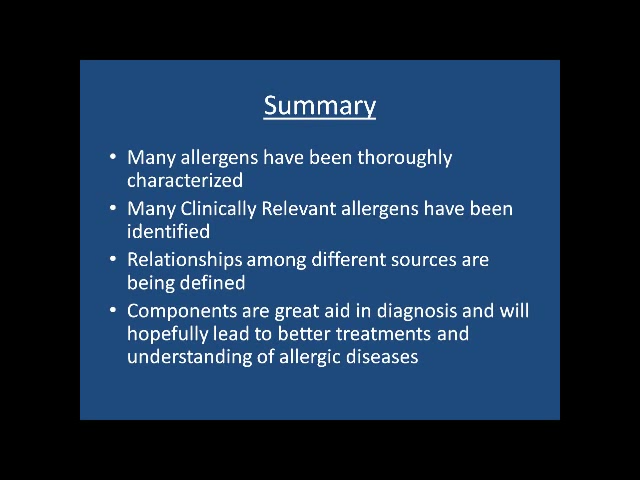 Summary
• Many allergens have been thoroughly
characterized
• Many Clinically Relevant allergens have been
identified
• Relationships among different sources are
being defined
• Components are great aid in diagnosis and will
hopefully lead to better treatments and
understanding of allergic diseases